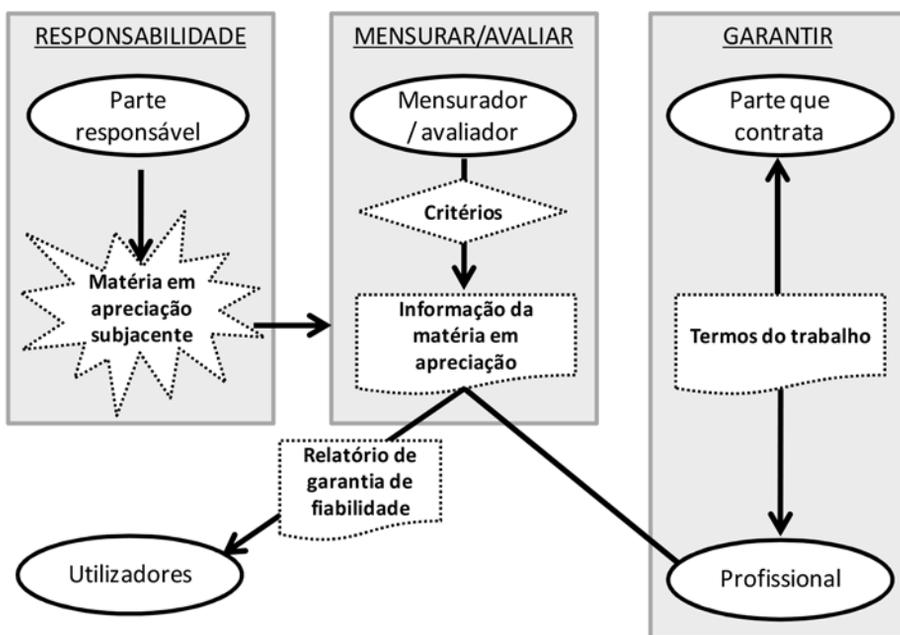 RESPONSABILIDADE
Parte
responsável
Matéria em
apreciação
subjacente
MENSURAR/AVALIAR
Mensurador
/ avaliador
Critérios
Informação da
matéria em
apreciação
GARANTIR
Parte que
contrata
Termos do trabalho
Relatório de
garantia de
fiabilidade
Utilizadores
Profissional